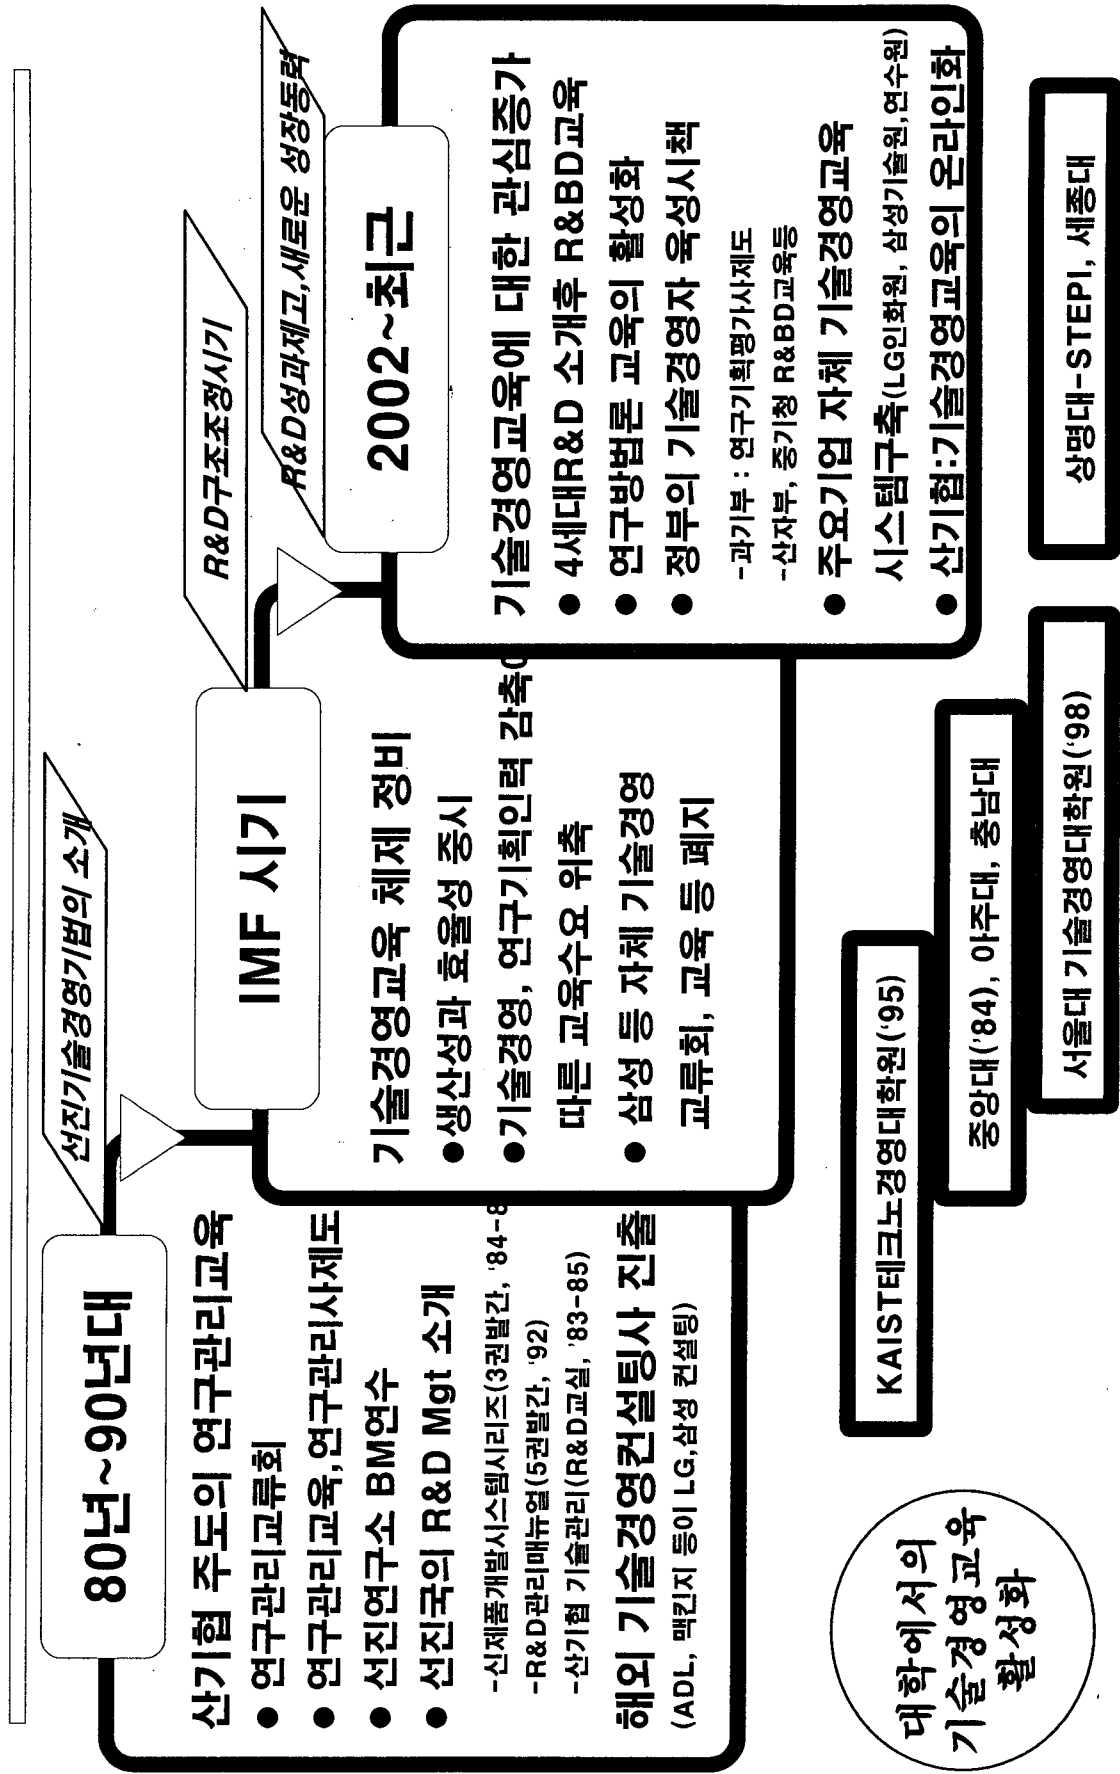 선진기술경영기법의 소개
80년~90년대
산기협 주도의 연구관리교육
● 연구관리교류회
● 연구관리교육,연구관리사제도
● 선진연구소 BM연수
● 선진국의 R&D Mgt 소개
-신제품개발시스템시리즈(3권발간, '84-8
-R&D관리매뉴얼(5권발간, '92)
-산기협 기술관리(R&D교실, '83-85)
해외 기술경영컨설팅사 진출
(ADL, 맥킨지 등이 LG,삼성 컨설팅)
R&D구조조정시기
IMF 시기
기술경영교육 체제 정비
●생산성과 효율성 중시
●기술경영, 연구기획인력 감축
따른 교육수요 위축
● 삼성 등 자체 기술경영
교류회, 교육 등 폐지
R&D성과제고,새로운 성장동력
2002~최근
기술경영교육에 대한 관심증가
● 4세대R&D 소개후 R&BD교육
● 연구방법론 교육의 활성화
● 정부의 기술경영자 육성시책
-과기부 : 연구기획평가사제도
-산자부, 중기청 R&BD교육등
● 주요기업 자체 기술경영교육
시스템구축(LG인화원, 삼성기술원,연수원)
● 산기협:기술경영교육의 온라인화
대학에서의
기술경영교육
활성화
KAIST테크노경영대학원('95)
중앙대('84), 아주대, 충남대
서울대 기술경영대학원('98)
상명대-STEPI, 세종대